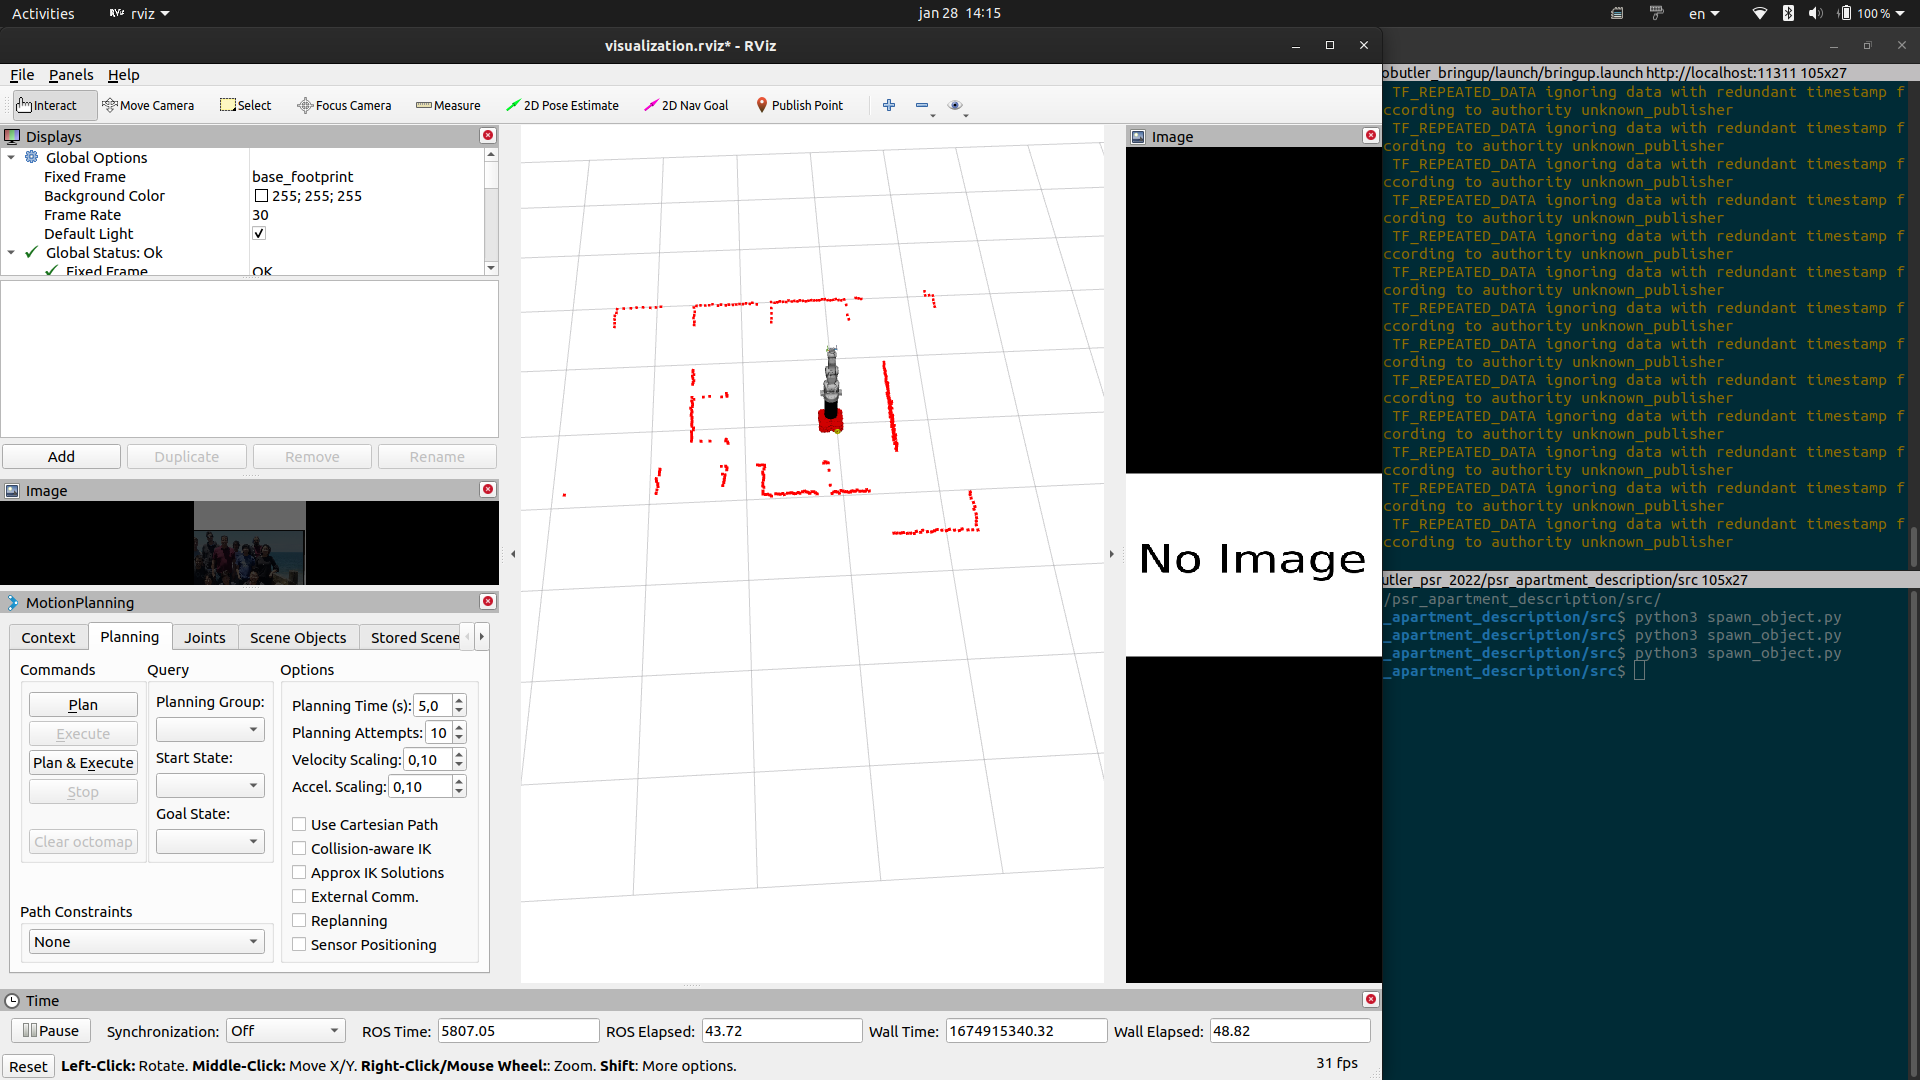 Activities
rviz
jan 28 14:15
en
100 %
visualization.rviz* - RViz
File Panels Help
Interact Move Camera Select Focus Camera Measure 2D Pose Estimate 2D Nav Goal Publish Point
Displays
Global Options
Fixed Frame base_footprint
Background Color 255; 255; 255
Frame Rate 30
Default Light
Global Status: Ok
Fixed Frame OK
Add Duplicate Remove Rename
Image
MotionPlanning
Context Planning Joints Scene Objects Stored Scene
Commands Query Options
Plan
Execute
Plan & Execute
Stop
Clear octomap
Planning Group:
Start State:
Goal State:
Planning Time (s): 5,0
Planning Attempts: 10
Velocity Scaling: 0,10
Accel. Scaling: 0,10
Use Cartesian Path
Collision-aware IK
Approx IK Solutions
External Comm.
Replanning
Sensor Positioning
Path Constraints
None
Image
No Image
Time
Pause Synchronization: Off ROS Time: 5807.05 ROS Elapsed: 43.72 Wall Time: 1674915340.32 Wall Elapsed: 48.82
Reset Left-Click: Rotate. Middle-Click: Move X/Y. Right-Click/Mouse Wheel:: Zoom. Shift: More options.
31 fps
obutler_bringup/launch/bringup.launch http://localhost:11311 105x27
TF_REPEATED_DATA ignoring data with redundant timestamp f
ccording to authority unknown_publisher
TF_REPEATED_DATA ignoring data with redundant timestamp f
ccording to authority unknown_publisher
TF_REPEATED_DATA ignoring data with redundant timestamp f
ccording to authority unknown_publisher
TF_REPEATED_DATA ignoring data with redundant timestamp f
ccording to authority unknown_publisher
TF_REPEATED_DATA ignoring data with redundant timestamp f
ccording to authority unknown_publisher
TF_REPEATED_DATA ignoring data with redundant timestamp f
ccording to authority unknown_publisher
TF_REPEATED_DATA ignoring data with redundant timestamp f
ccording to authority unknown_publisher
TF_REPEATED_DATA ignoring data with redundant timestamp f
ccording to authority unknown_publisher
TF_REPEATED_DATA ignoring data with redundant timestamp f
ccording to authority unknown_publisher
TF_REPEATED_DATA ignoring data with redundant timestamp f
ccording to authority unknown_publisher
TF_REPEATED_DATA ignoring data with redundant timestamp f
ccording to authority unknown_publisher
TF_REPEATED_DATA ignoring data with redundant timestamp f
ccording to authority unknown_publisher
TF_REPEATED_DATA ignoring data with redundant timestamp f
ccording to authority unknown_publisher
utler_psr_2022/psr_apartment_description/src 105x27
/psr_apartment_description/src/
_apartment_description/src$ python3 spawn_object.py
_apartment_description/src$ python3 spawn_object.py
_apartment_description/src$ python3 spawn_object.py
_apartment_description/src$